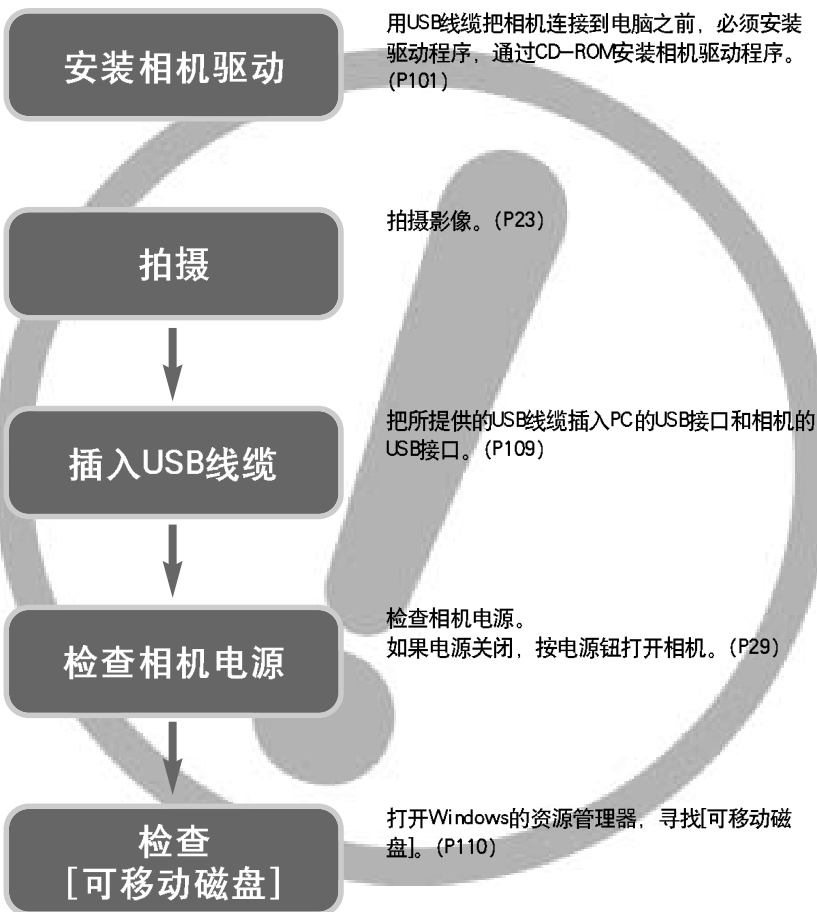 安装相机驱动
用USB线缆把相机连接到电脑之前，必须安装
驱动程序，通过CD-ROM安装相机驱动程序。
(P101)
拍摄
拍摄影像。(P23)
插入USB线缆
把所提供的USB线缆插入PC的USB接口和相机的
USB接口。(P109)
检查相机电源
检查相机电源。
如果电源关闭，按电源钮打开相机。(P29)
检查
[可移动磁盘]
打开Windows的资源管理器，寻找[可移动磁
盘]。(P110)